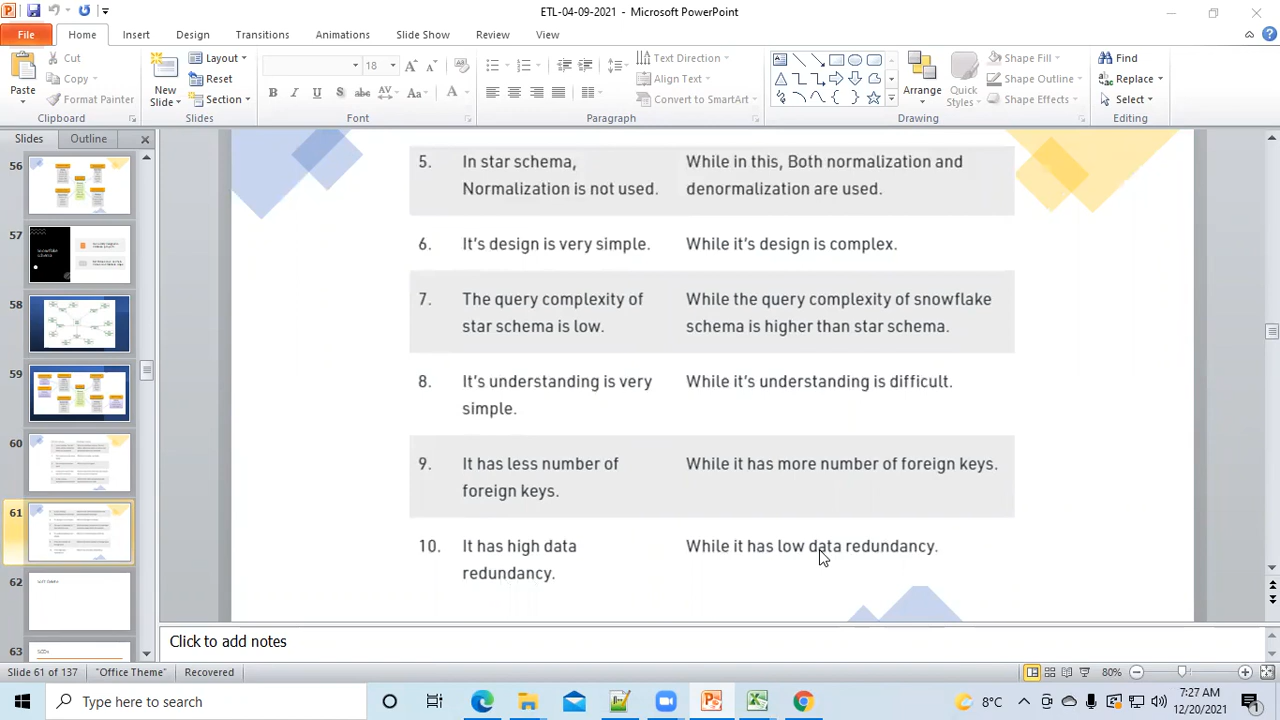 ETL-04-09-2021 - Microsoft PowerPoint
File Home Insert Design Transitions Animations Slide Show Review View
Paste
Cut
Copy
Format Painter
Clipboard
New Slide
Layout
Reset
Section
Slides
18
B I U S abc AV Aa A
Font
Text Direction
Align Text
Convert to SmartArt
Paragraph
Arrange
Quick Styles
Shape Fill
Shape Outline
Shape Effects
Drawing
Find
Replace
Select
Editing
Slides Outline
56
57
58
59
60
61
62
63
5. In star schema, While in this, Both normalization and
Normalization is not used. denormalization are used.
6. It's design is very simple. While it's design is complex.
7. The query complexity of While the query complexity of snowflake
star schema is low. schema is higher than star schema.
8. It's understanding is very While it's understanding is difficult.
simple.
9. It has less number of While it has more number of foreign keys.
foreign keys.
10. It has high data While it has low data redundancy.
redundancy.
Click to add notes
Slide 61 of 137 "Office Theme" Recovered 80%
Type here to search
8°C
7:27 AM
12/20/2021